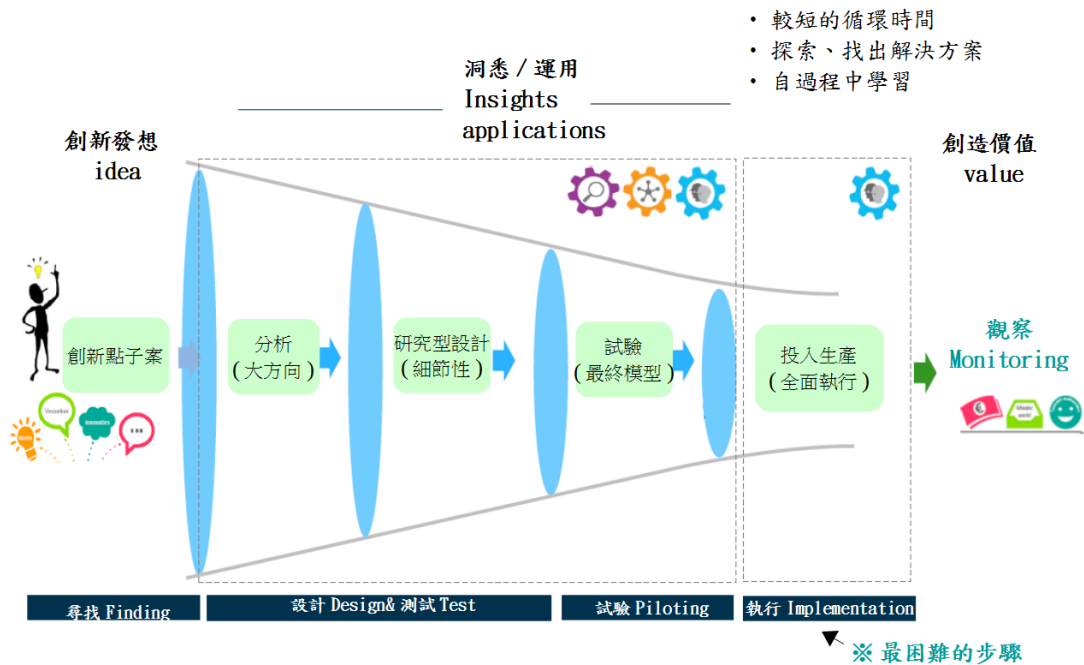 • 較短的循環時間
• 探索、找出解決方案
• 自過程中學習
洞悉／運用
Insights
applications
創新發想
idea
創造價值
value
創新點子案
分析
(大方向)
研究型設計
(細節性)
試驗
(最終模型)
投入生產
(全面執行)
觀察
Monitoring
尋找 Finding
設計 Design& 測試 Test
試驗 Piloting
執行 Implementation
※ 最困難的步驟